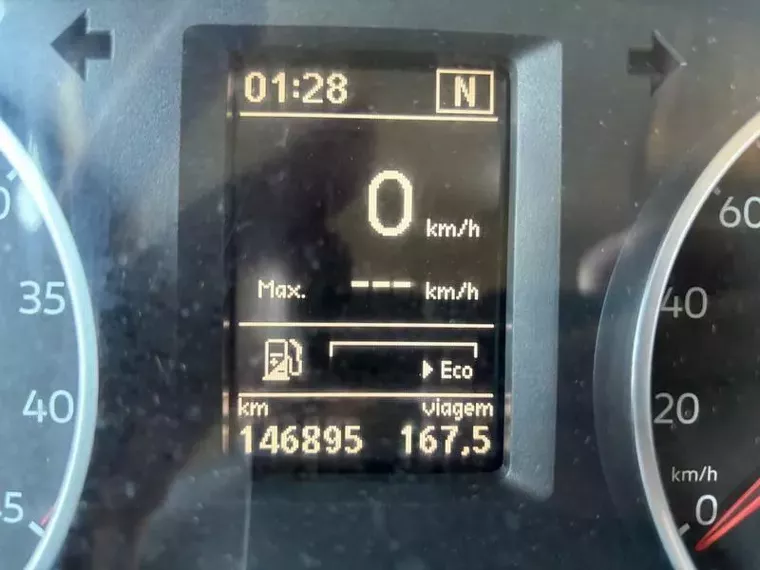 01:28 N
0 km/h
Max. --- km/h
Eco
km viagem
146895 167,5
35
40
60
40
20
km/h
0